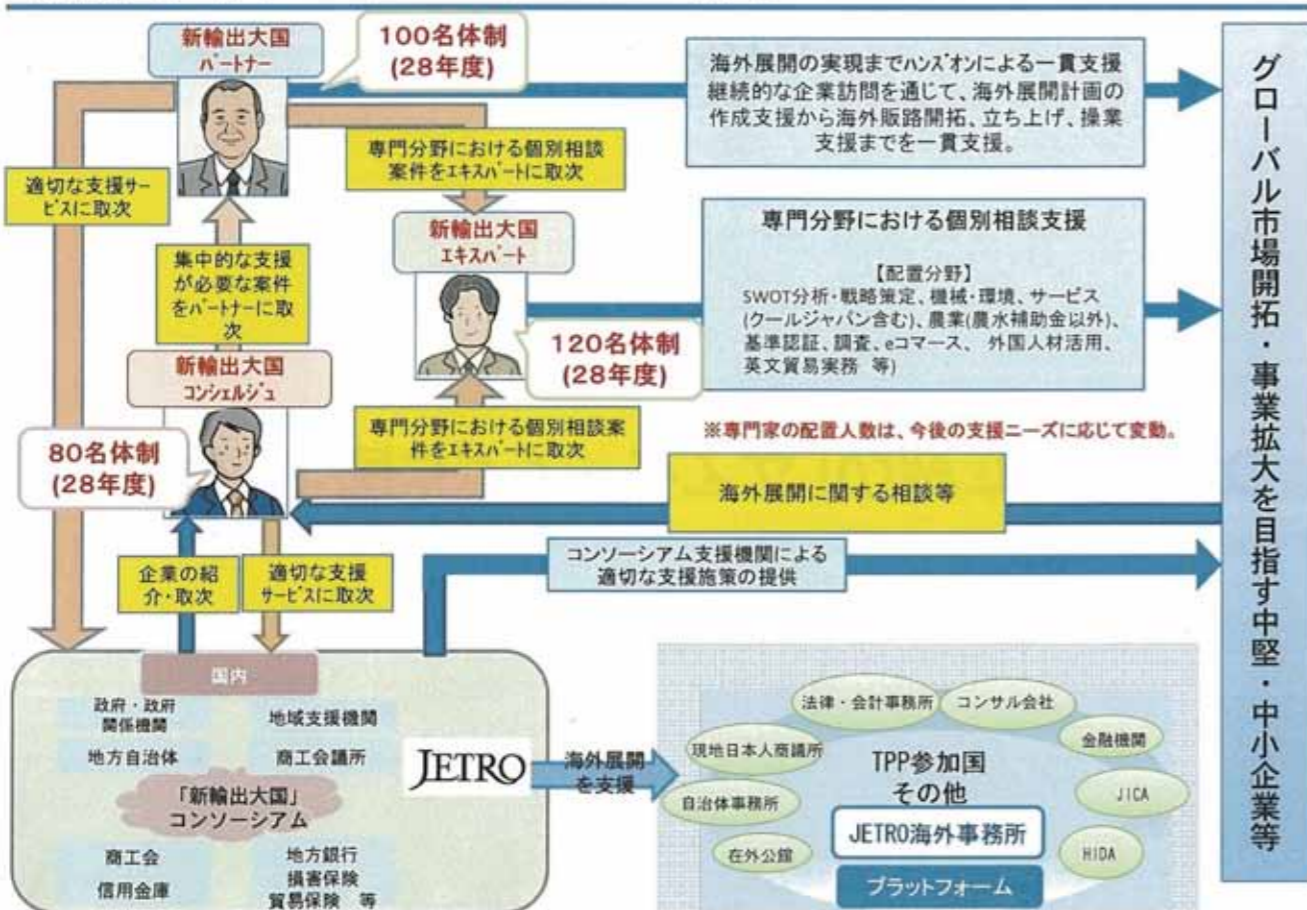 新輸出大国
パートナー
100名体制
(28年度)
海外展開の実現までハンズオンによる一貫支援
継続的な企業訪問を通じて、海外展開計画の
作成支援から海外販路開拓、立ち上げ、操業
支援までを一貫支援。
グローバル市場開拓・事業拡大を目指す中堅・中小企業等
適切な支援サー
ビスに取次
専門分野における個別相談
案件をエキスパートに取次
集中的な支援
が必要な案件
をパートナーに取
次
新輸出大国
エキスパート
120名体制
(28年度)
専門分野における個別相談支援
【配置分野】
SWOT分析・戦略策定、機械・環境、サービス
(クールジャパン含む)、農業(農水補助金以外)、
基準認証、調査、eコマース、 外国人材活用、
英文貿易実務 等)
新輸出大国
コンシェルジュ
80名体制
(28年度)
専門分野における個別相談案
件をエキスパートに取次
※専門家の配置人数は、今後の支援ニーズに応じて変動。
海外展開に関する相談等
企業の紹
介・取次
適切な支援
サービスに取次
コンソーシアム支援機関による
適切な支援施策の提供
国内
政府・政府
関係機関
地域支援機関
地方自治体
商工会議所
「新輸出大国」
コンソーシアム
商工会
信用金庫
地方銀行
損害保険
貿易保険 等
JETRO
海外展開
を支援
法律・会計事務所
コンサル会社
現地日本人商議所
金融機関
自治体事務所
JICA
在外公館
HIDA
TPP参加国
その他
JETRO海外事務所
プラットフォーム